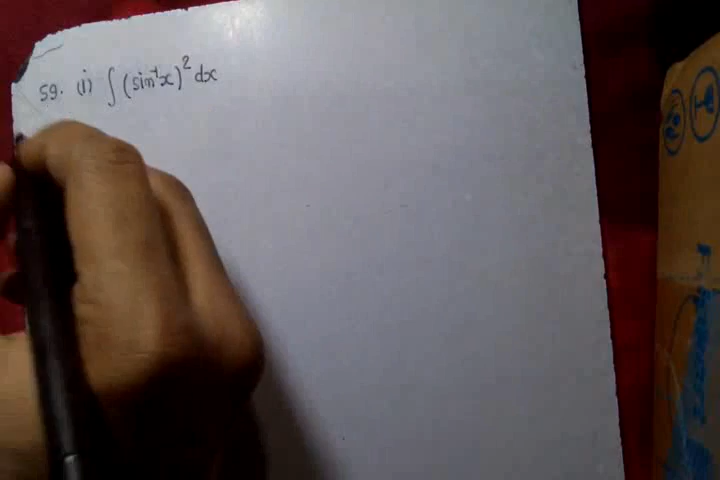 59. (i) ∫ (sin⁻¹x)² dx